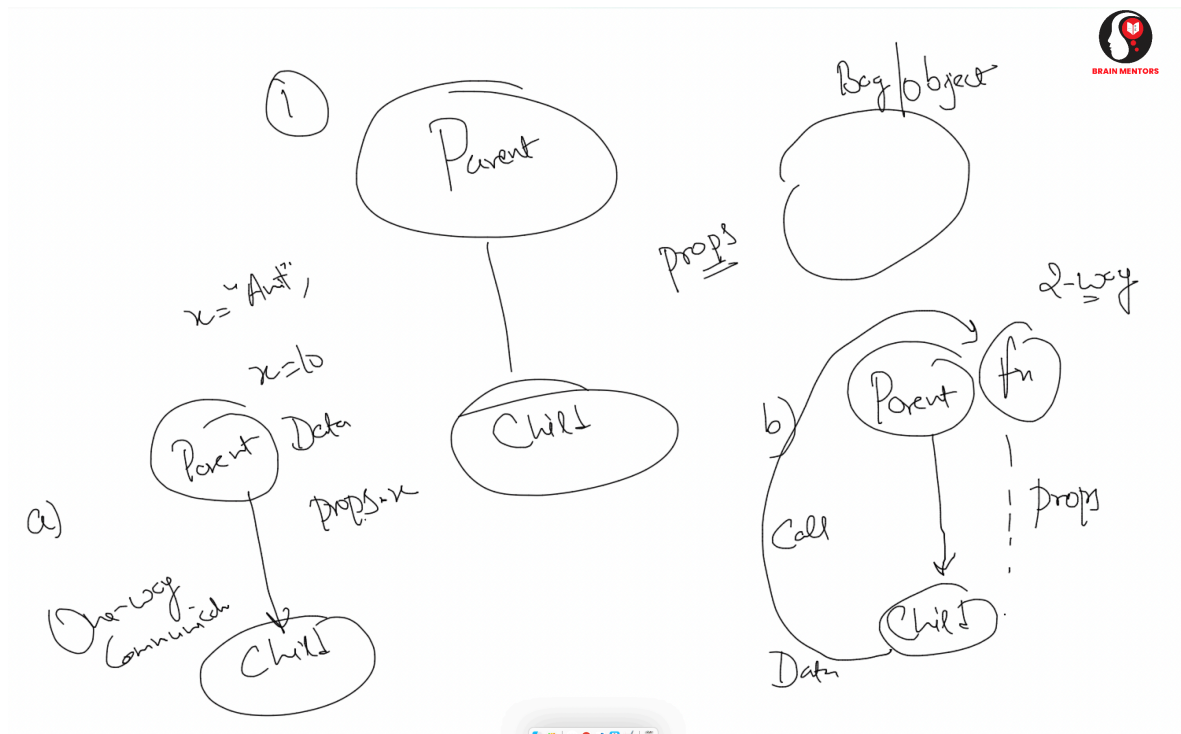 BRAIN MENTORS
1
Parent
Child
Bag/object
props
x="Amit",
x=10
a)
Parent
Data
props.x
One-way
Child
2-way
b)
Parent
fn
Call
props
Child
Data